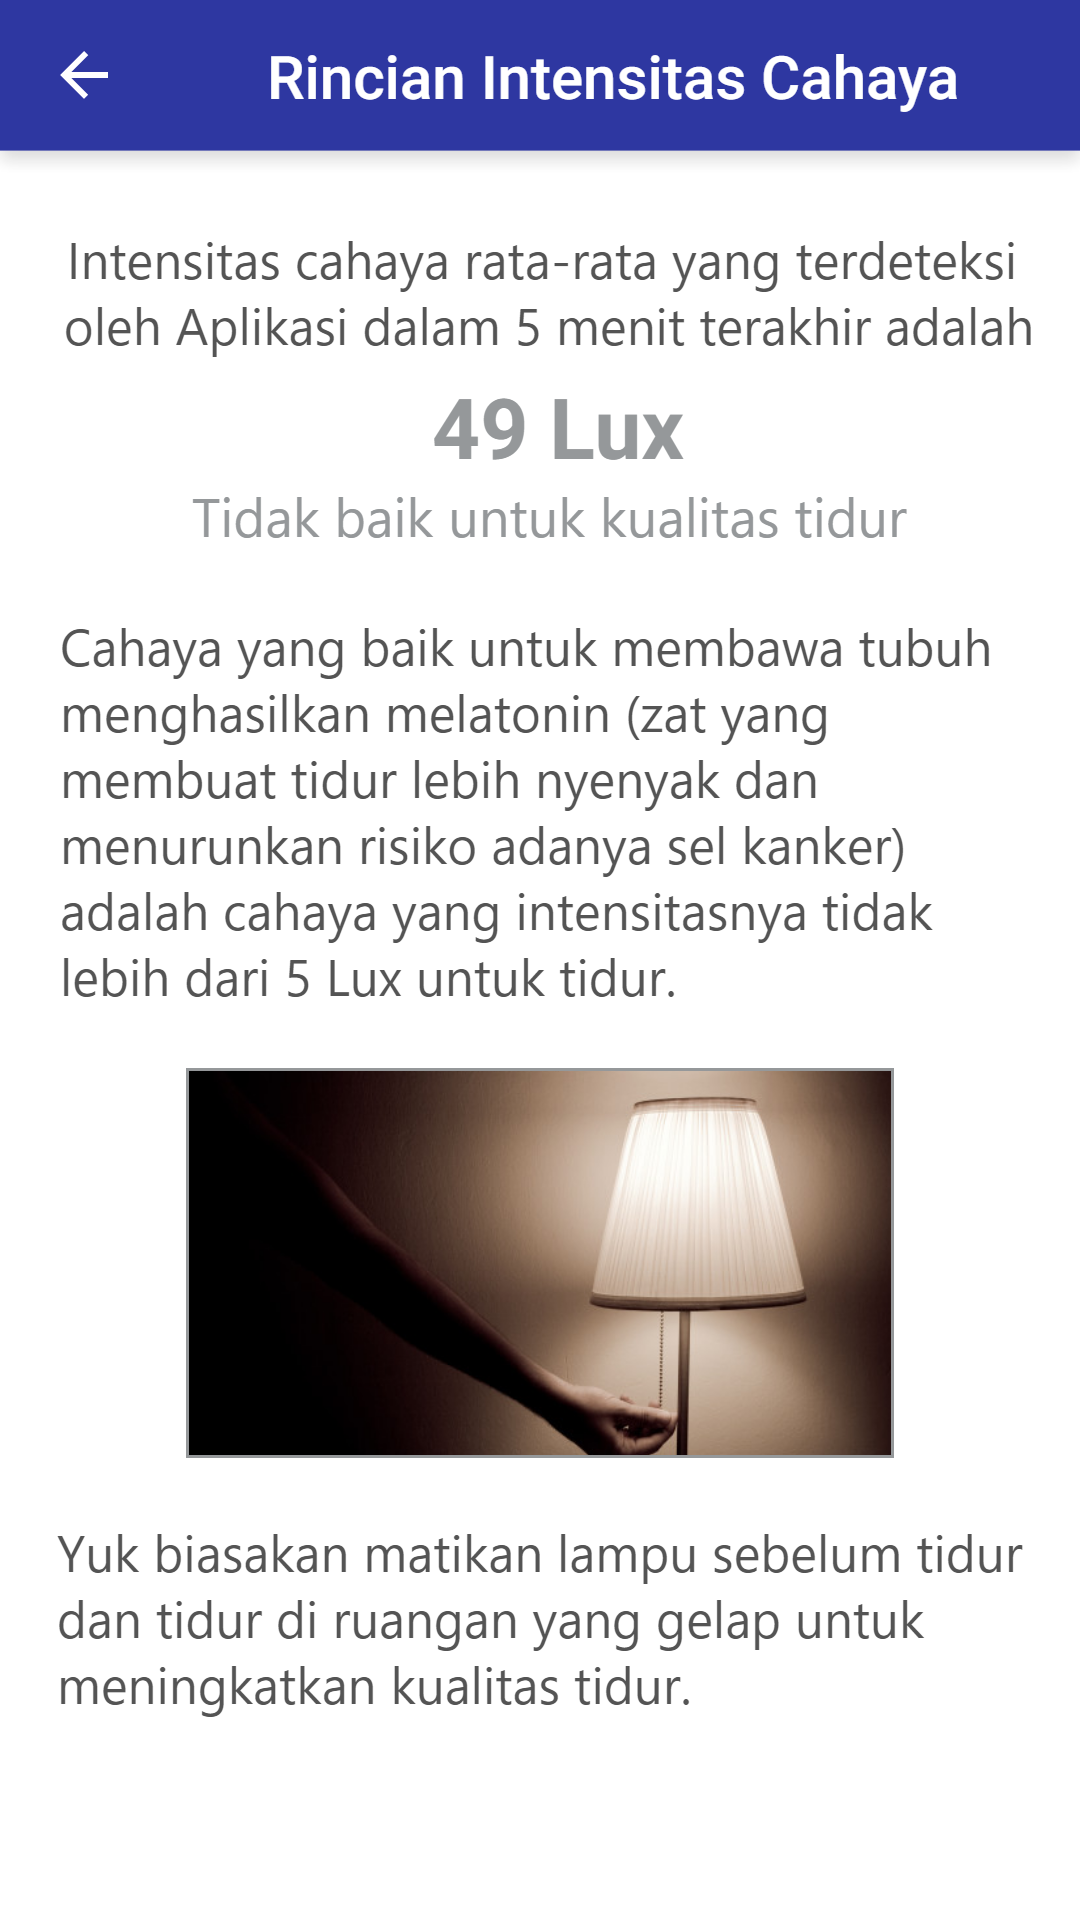 Rincian Intensitas Cahaya
Intensitas cahaya rata-rata yang terdeteksi
oleh Aplikasi dalam 5 menit terakhir adalah
49 Lux
Tidak baik untuk kualitas tidur
Cahaya yang baik untuk membawa tubuh
menghasilkan melatonin (zat yang
membuat tidur lebih nyenyak dan
menurunkan risiko adanya sel kanker)
adalah cahaya yang intensitasnya tidak
lebih dari 5 Lux untuk tidur.
Yuk biasakan matikan lampu sebelum tidur
dan tidur di ruangan yang gelap untuk
meningkatkan kualitas tidur.